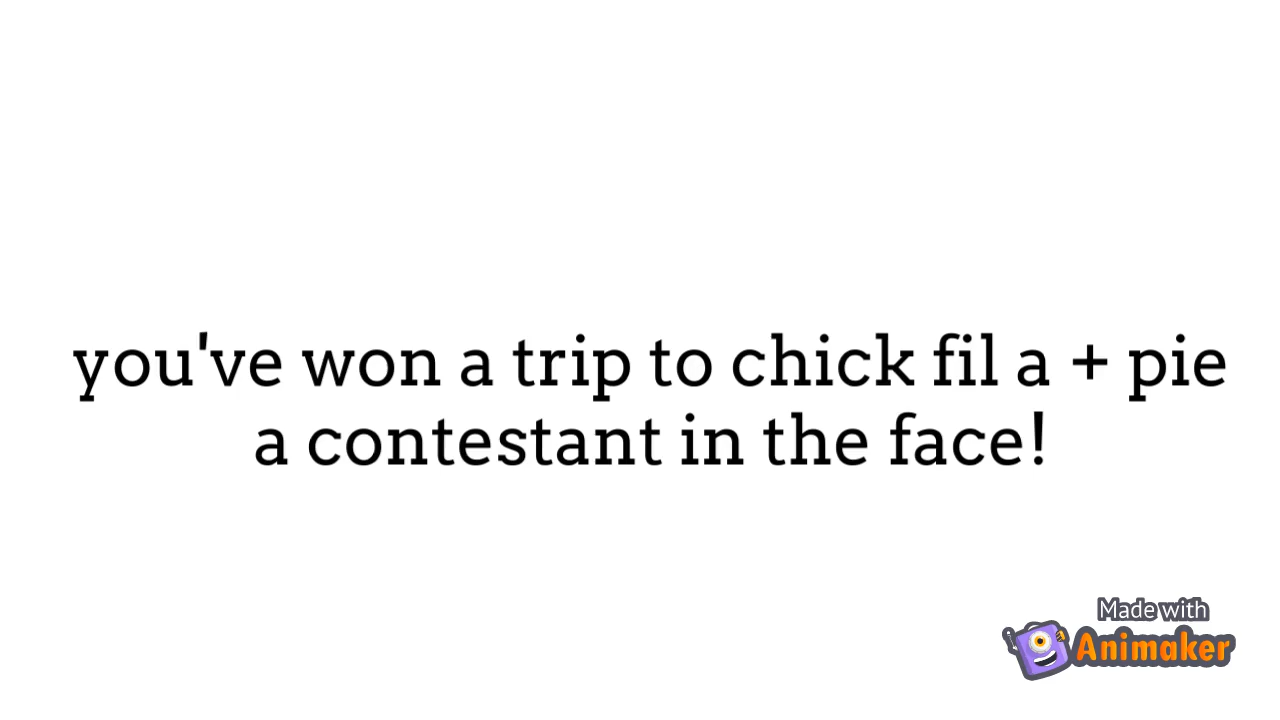 you've won a trip to chick fil a + pie
a contestant in the face!
Made with
Animaker